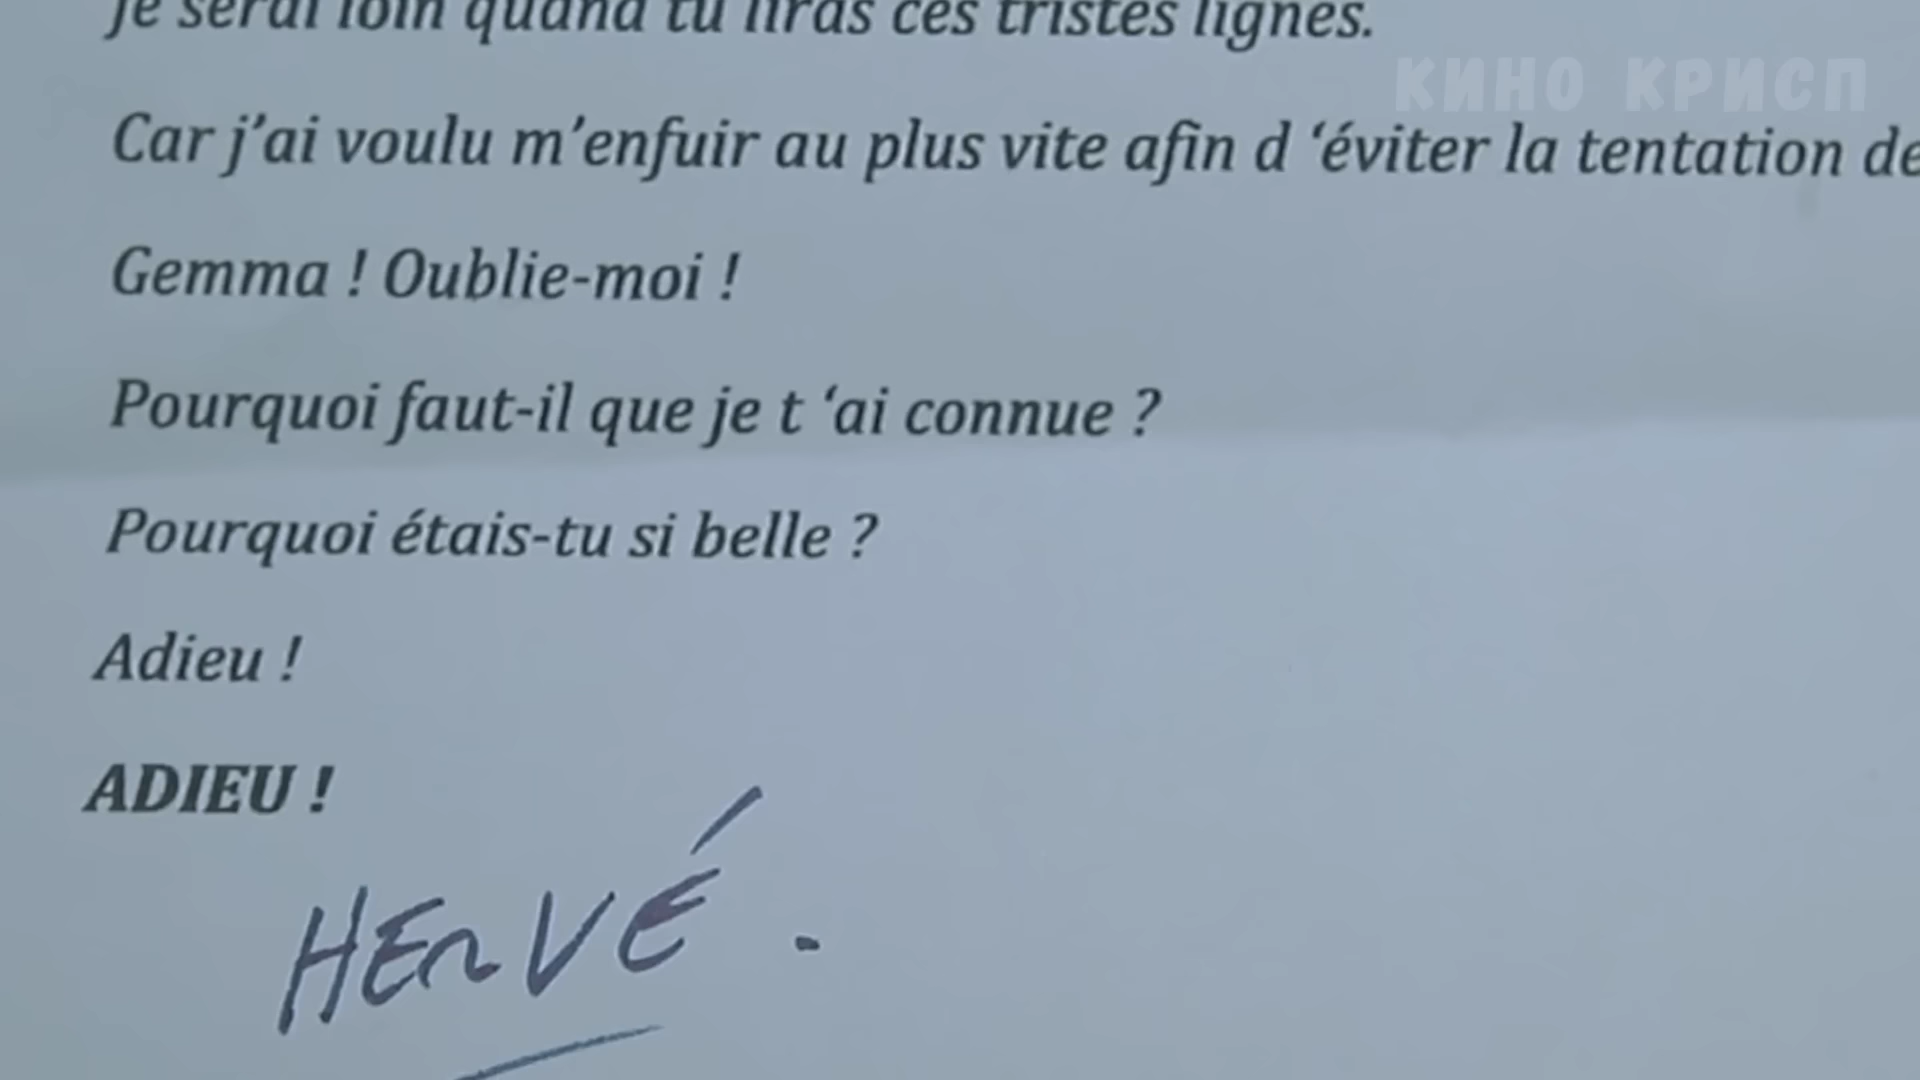 Je serai loin quand tu liras ces tristes lignes.
КИНО КРИСП
Car j’ai voulu m’enfuir au plus vite afin d ‘éviter la tentation de
Gemma ! Oublie-moi !
Pourquoi faut-il que je t ‘ai connue ?
Pourquoi étais-tu si belle ?
Adieu !
ADIEU !
HErVÉ.